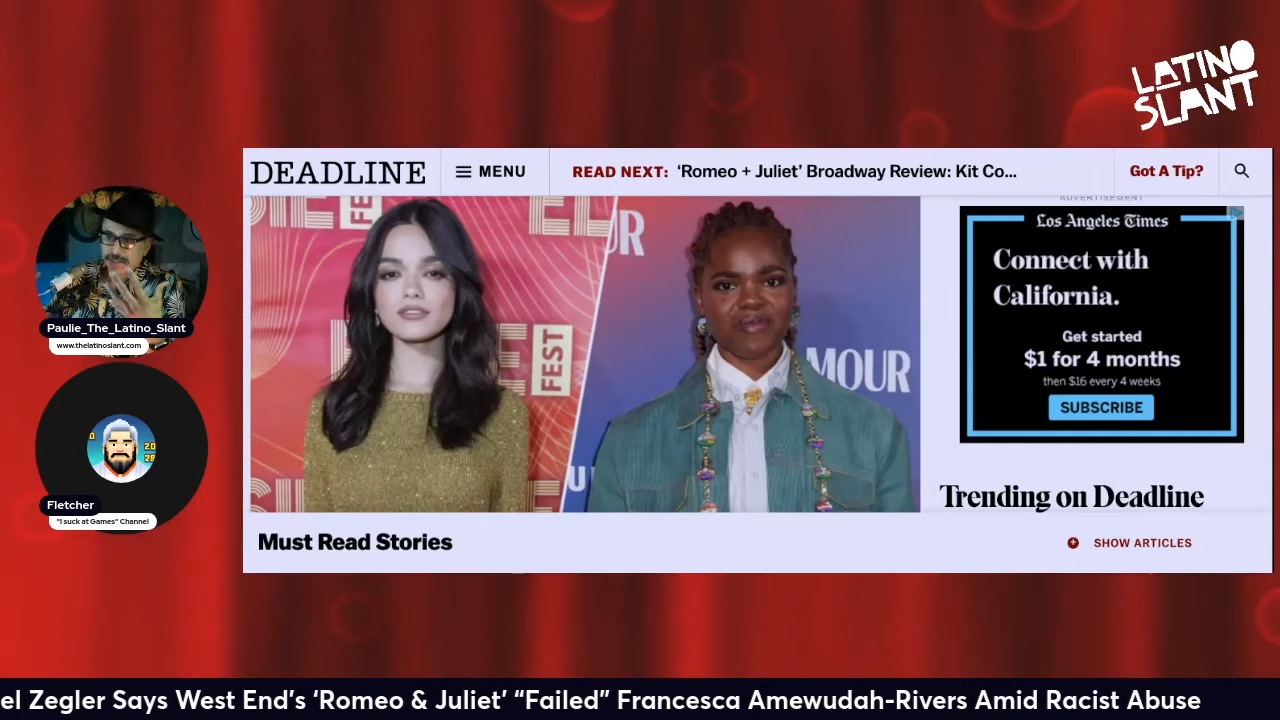 LATINO
SLANT
DEADLINE
MENU
READ NEXT: ‘Romeo + Juliet’ Broadway Review: Kit Co...
Got A Tip?
ADVERTISEMENT
Los Angeles Times
Connect with
California.
Get started
$1 for 4 months
then $16 every 4 weeks
SUBSCRIBE
FEST
MOUR
Paulie_The_Latino_Slant
www.thelatinoslant.com
Fletcher
"I suck at Games" Channel
Trending on Deadline
Must Read Stories
SHOW ARTICLES
el Zegler Says West End’s ‘Romeo & Juliet’ “Failed” Francesca Amewudah-Rivers Amid Racist Abuse